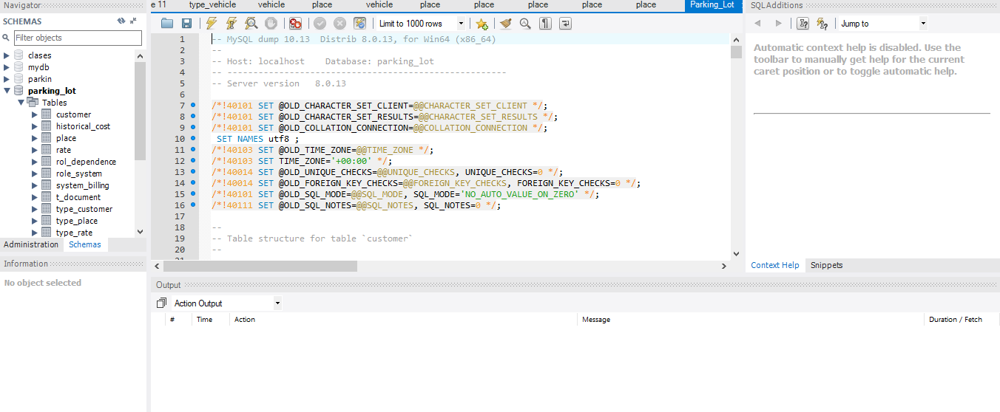 Navigator
SCHEMAS
Filter objects
clases
mydb
parkin
parking_lot
Tables
customer
historical_cost
place
rate
rol_dependence
role_system
system_billing
t_document
type_customer
type_place
type_rate
Administration Schemas
Information
No object selected
e 11 type_vehicle vehicle place vehicle place place place place Parking_Lot
Limit to 1000 rows
1 -- MySQL dump 10.13  Distrib 8.0.13, for Win64 (x86_64)
2 --
3 -- Host: localhost    Database: parking_lot
4 -- ------------------------------------------------------
5 -- Server version   8.0.13
6
7 /*!40101 SET @OLD_CHARACTER_SET_CLIENT=@@CHARACTER_SET_CLIENT */;
8 /*!40101 SET @OLD_CHARACTER_SET_RESULTS=@@CHARACTER_SET_RESULTS */;
9 /*!40101 SET @OLD_COLLATION_CONNECTION=@@COLLATION_CONNECTION */;
10 SET NAMES utf8 ;
11 /*!40103 SET @OLD_TIME_ZONE=@@TIME_ZONE */;
12 /*!40103 SET TIME_ZONE='+00:00' */;
13 /*!40014 SET @OLD_UNIQUE_CHECKS=@@UNIQUE_CHECKS, UNIQUE_CHECKS=0 */;
14 /*!40014 SET @OLD_FOREIGN_KEY_CHECKS=@@FOREIGN_KEY_CHECKS, FOREIGN_KEY_CHECKS=0 */;
15 /*!40101 SET @OLD_SQL_MODE=@@SQL_MODE, SQL_MODE='NO_AUTO_VALUE_ON_ZERO' */;
16 /*!40111 SET @OLD_SQL_NOTES=@@SQL_NOTES, SQL_NOTES=0 */;
17
18 --
19 -- Table structure for table `customer`
20 --
SQLAdditions
Jump to
Automatic context help is disabled. Use the
toolbar to manually get help for the current
caret position or to toggle automatic help.
Context Help Snippets
Output
Action Output
# Time Action Message Duration / Fetch